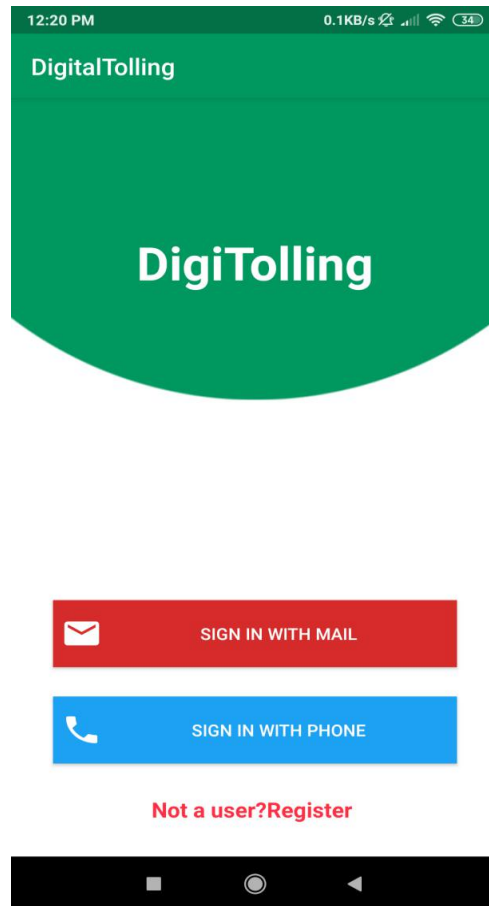 12:20 PM 0.1KB/s 34
DigitalTolling
DigiTolling
SIGN IN WITH MAIL
SIGN IN WITH PHONE
Not a user?Register